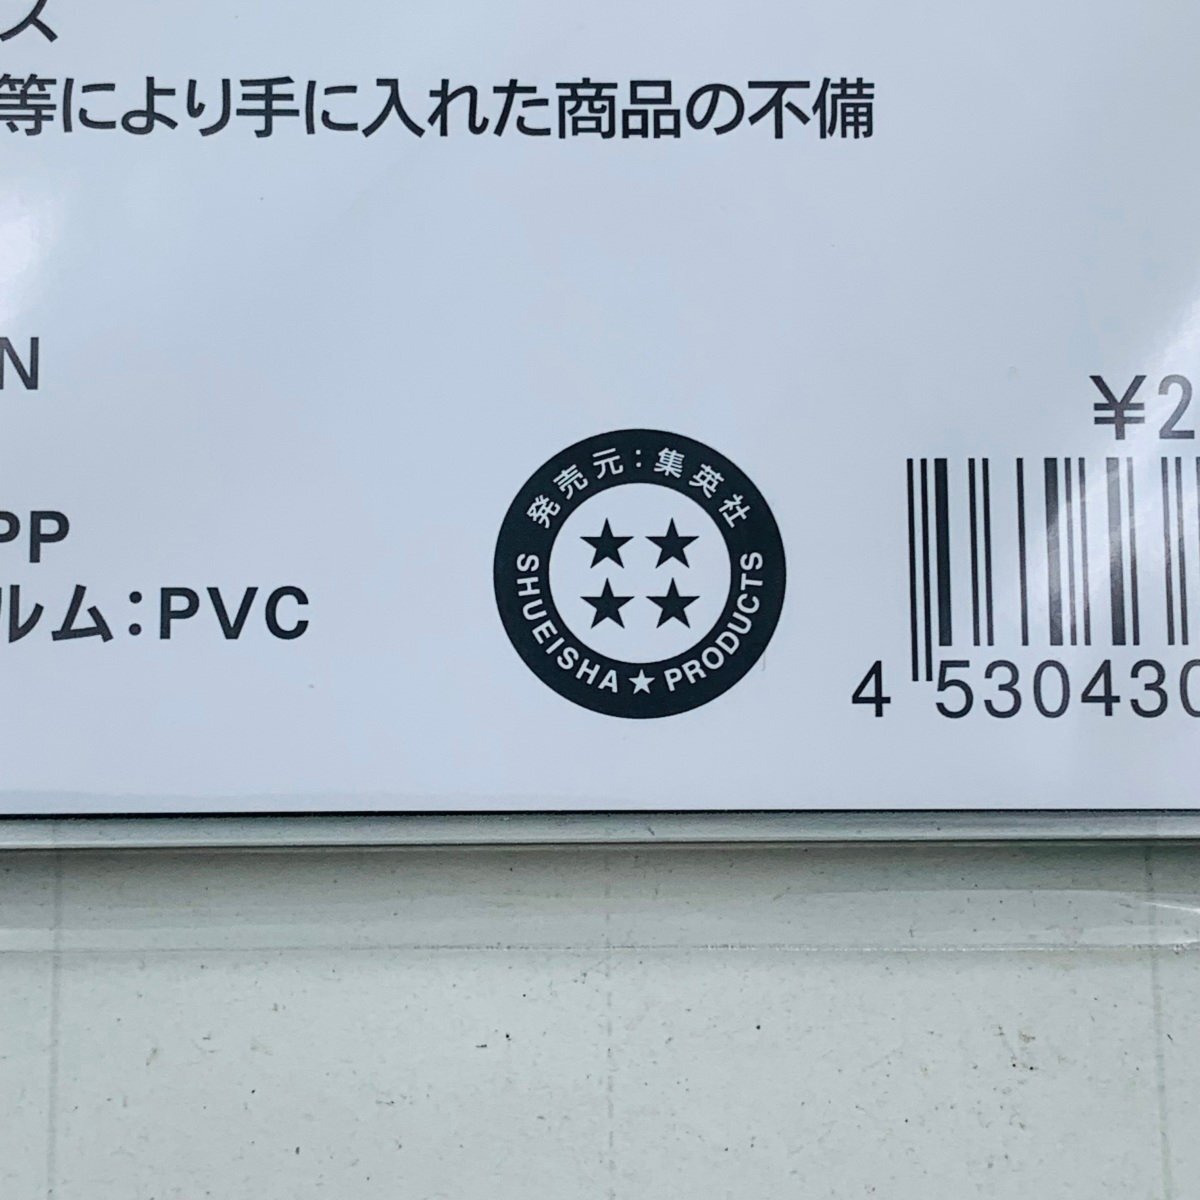 ス
等により手に入れた商品の不備
N
¥2
PP
ルム:PVC
発売元:集英社
SHUEISHA★PRODUCTS
4 530430